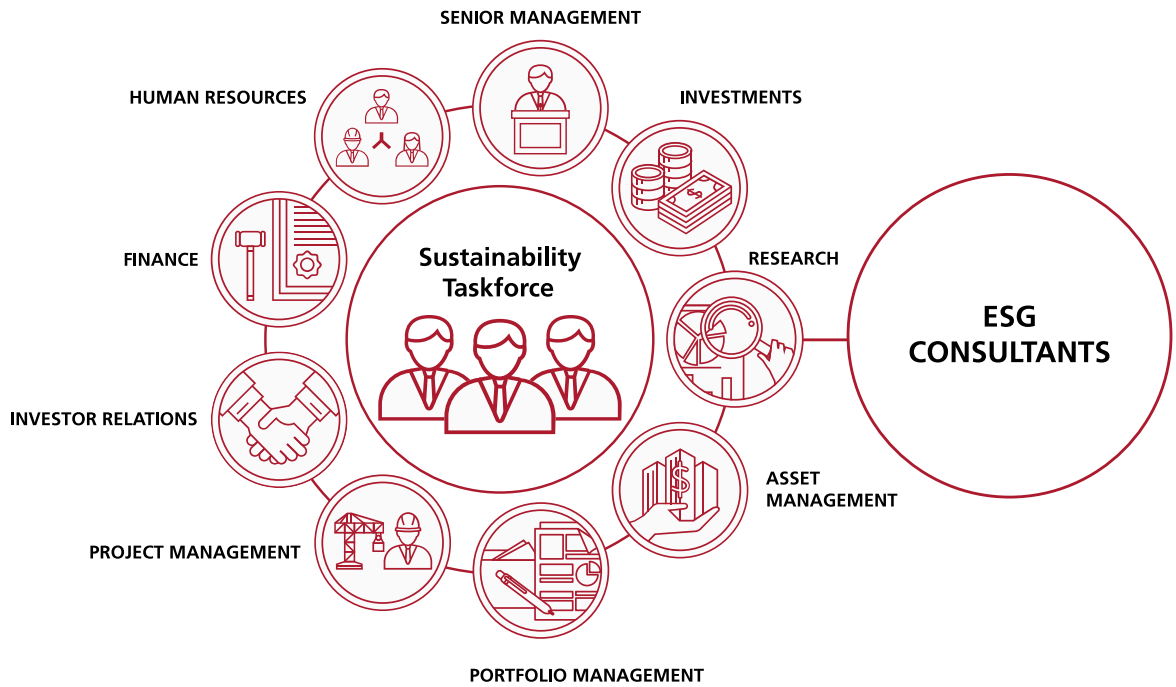 SENIOR MANAGEMENT
HUMAN RESOURCES
INVESTMENTS
FINANCE
Sustainability
Taskforce
RESEARCH
ESG
CONSULTANTS
INVESTOR RELATIONS
ASSET
MANAGEMENT
PROJECT MANAGEMENT
PORTFOLIO MANAGEMENT